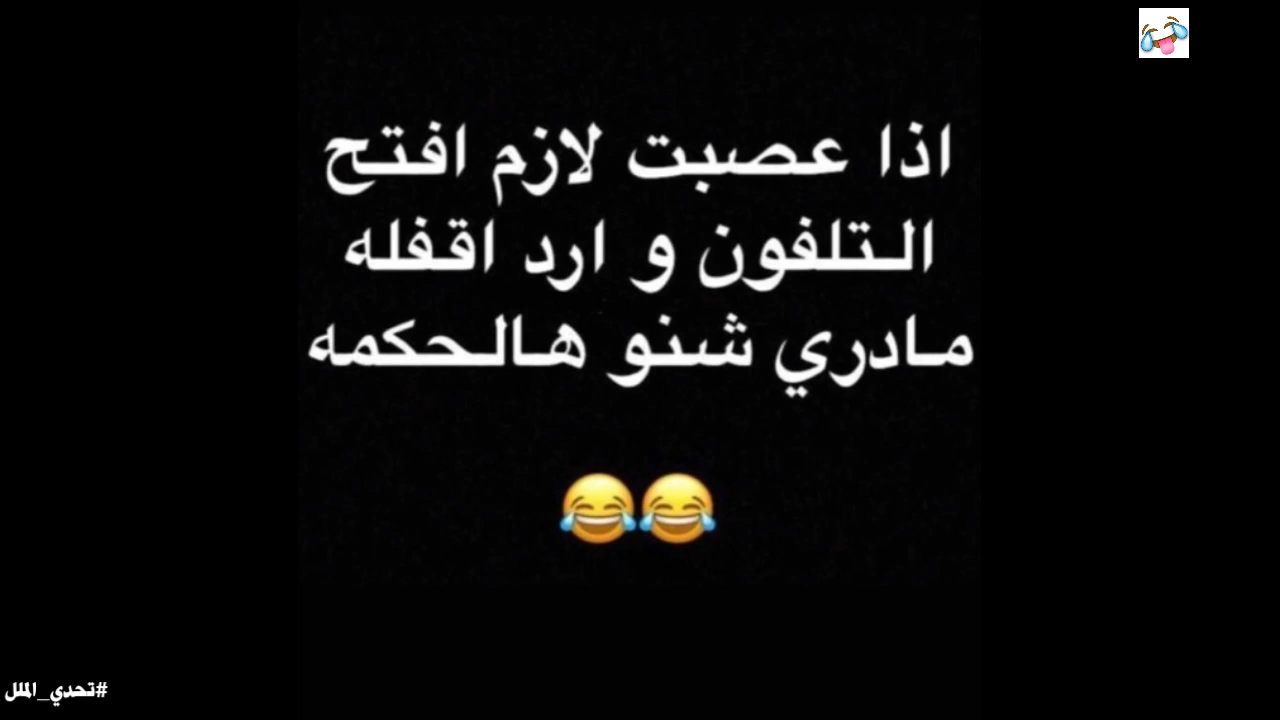 اذا عصبت لازم افتح
التلفون و ارد اقفله
مادري شنو هالحكمه
😂😂
#تحدي_الملل